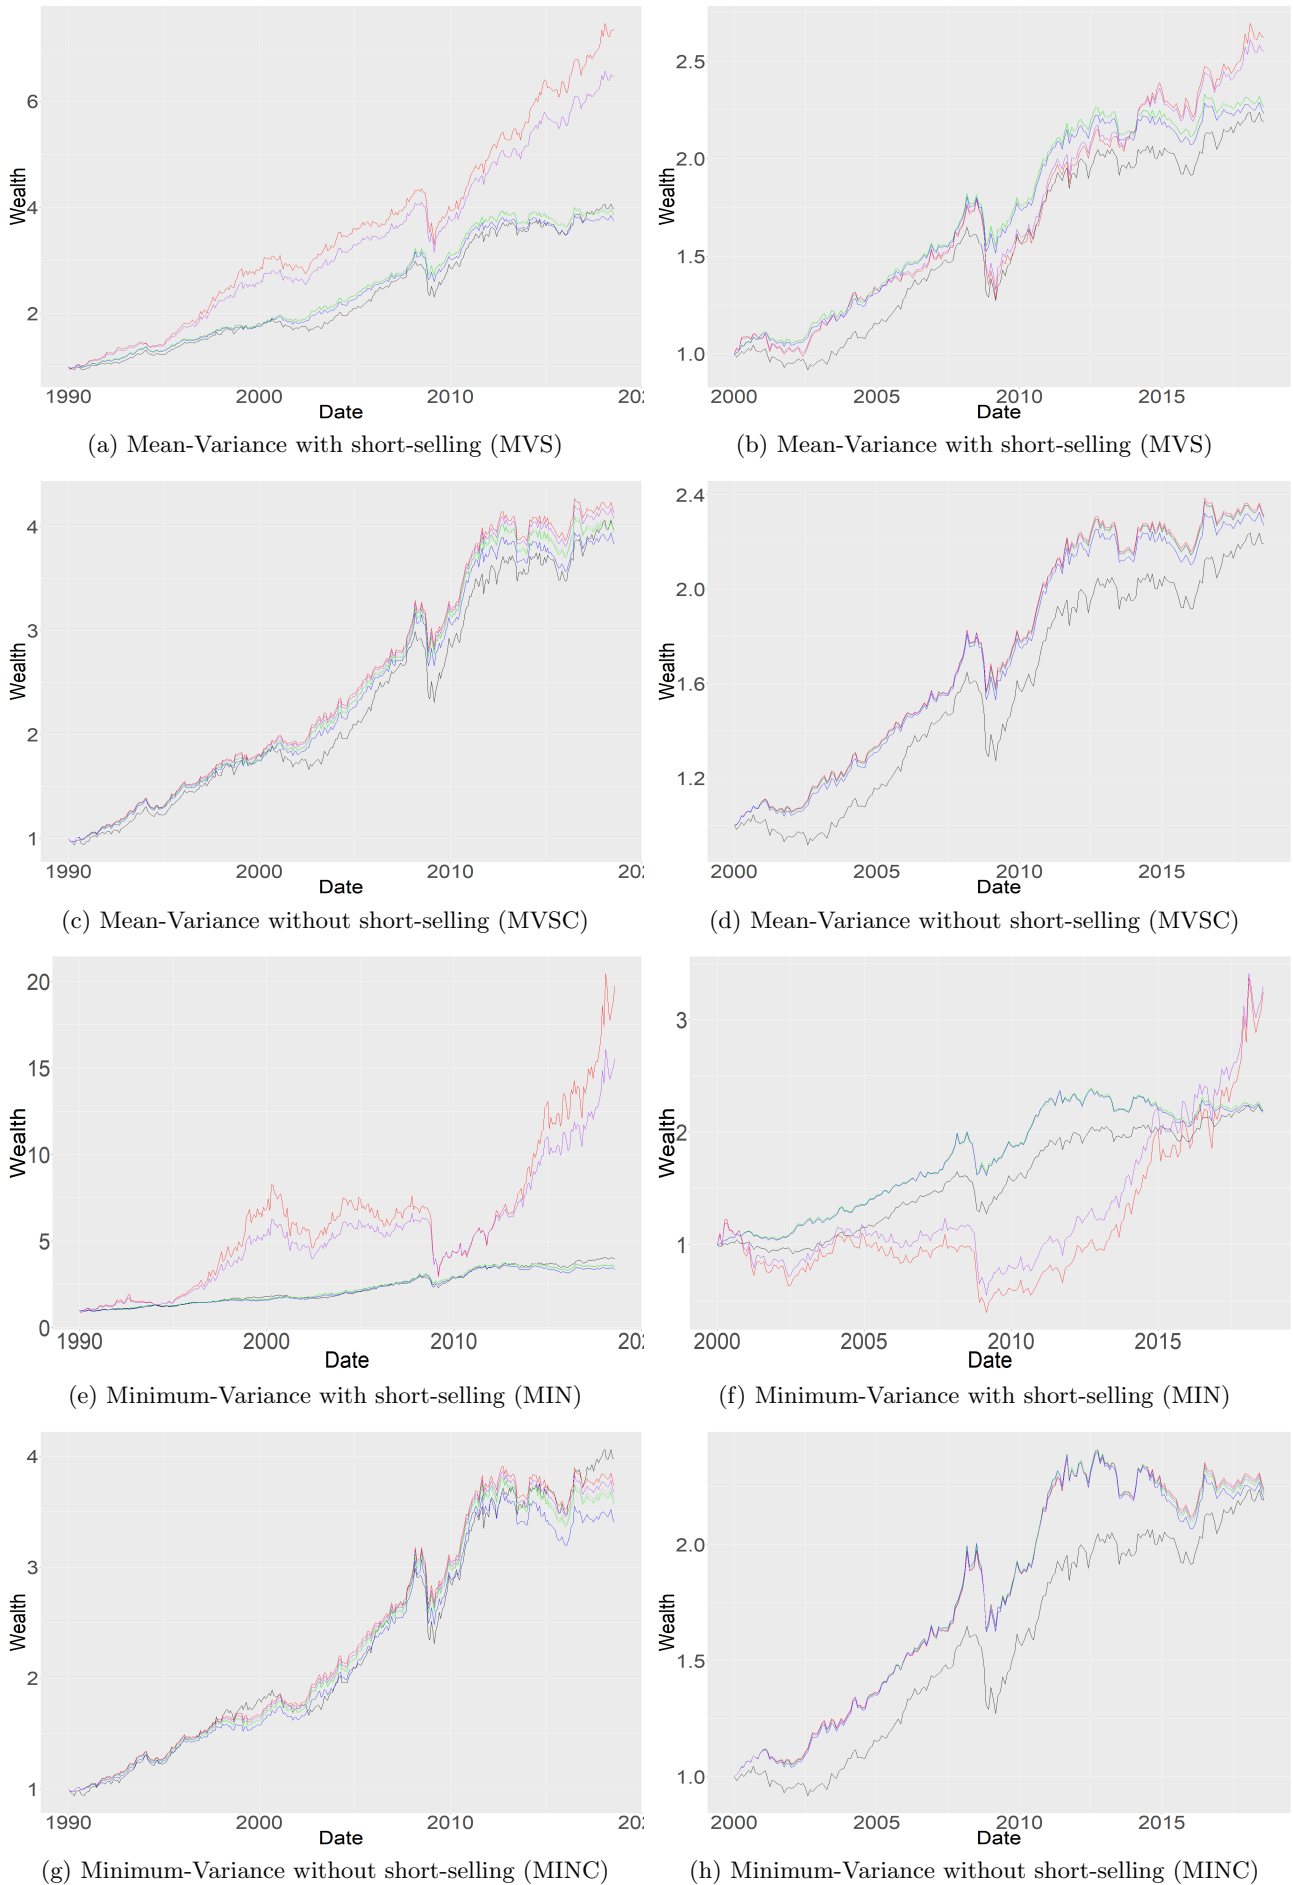 6
4
2
Wealth
1990
2000
2010
202
Date
(a) Mean-Variance with short-selling (MVS)
2.5
2.0
1.5
1.0
Wealth
2000
2005
2010
2015
Date
(b) Mean-Variance with short-selling (MVS)
4
3
2
1
Wealth
1990
2000
2010
202
Date
(c) Mean-Variance without short-selling (MVSC)
2.4
2.0
1.6
1.2
Wealth
2000
2005
2010
2015
Date
(d) Mean-Variance without short-selling (MVSC)
20
15
10
5
0
Wealth
1990
2000
2010
202
Date
(e) Minimum-Variance with short-selling (MIN)
3
2
1
Wealth
2000
2005
2010
2015
Date
(f) Minimum-Variance with short-selling (MIN)
4
3
2
1
Wealth
1990
2000
2010
202
Date
(g) Minimum-Variance without short-selling (MINC)
2.0
1.5
1.0
Wealth
2000
2005
2010
2015
Date
(h) Minimum-Variance without short-selling (MINC)